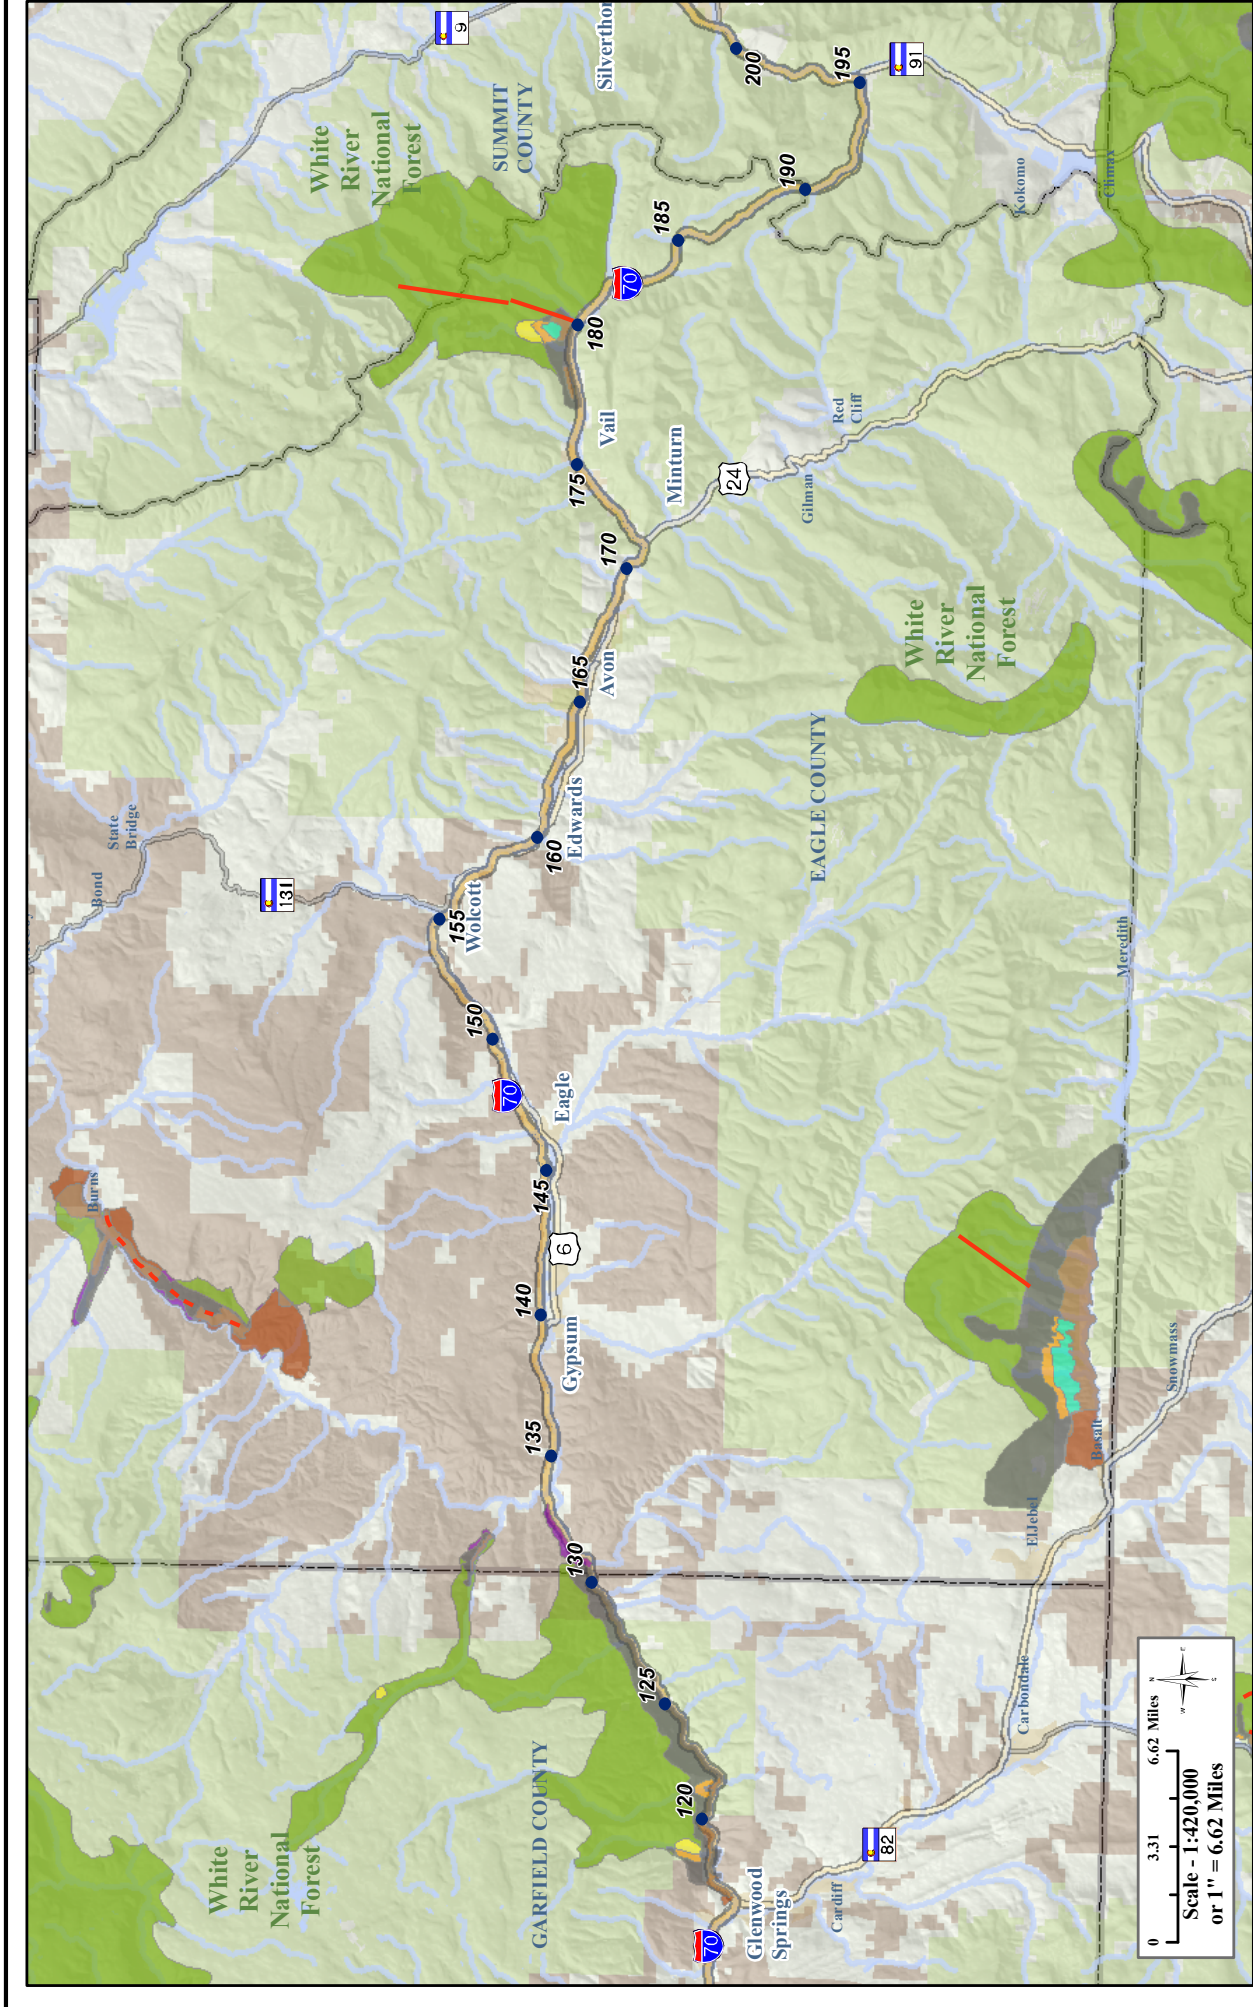 9
White
River
National
Forest
SUMMIT
COUNTY
Silverthor
200
195
91
190
185
70
180
Kokomo
Climax
Vail
175
Minturn
24
Red
Cliff
Gilman
170
165
Avon
White
River
National
Forest
EAGLE COUNTY
State
Bridge
Bond
131
160
Edwards
155
Wolcott
150
70
Eagle
Meredith
Burns
145
6
140
Gypsum
135
Snowmass
Basalt
ElJebel
130
125
120
White
River
National
Forest
GARFIELD COUNTY
Carbondale
82
Cardiff
Glenwood
Springs
70
0 3.31 6.62 Miles
Scale - 1:420,000
or 1" = 6.62 Miles
N
E
S
W